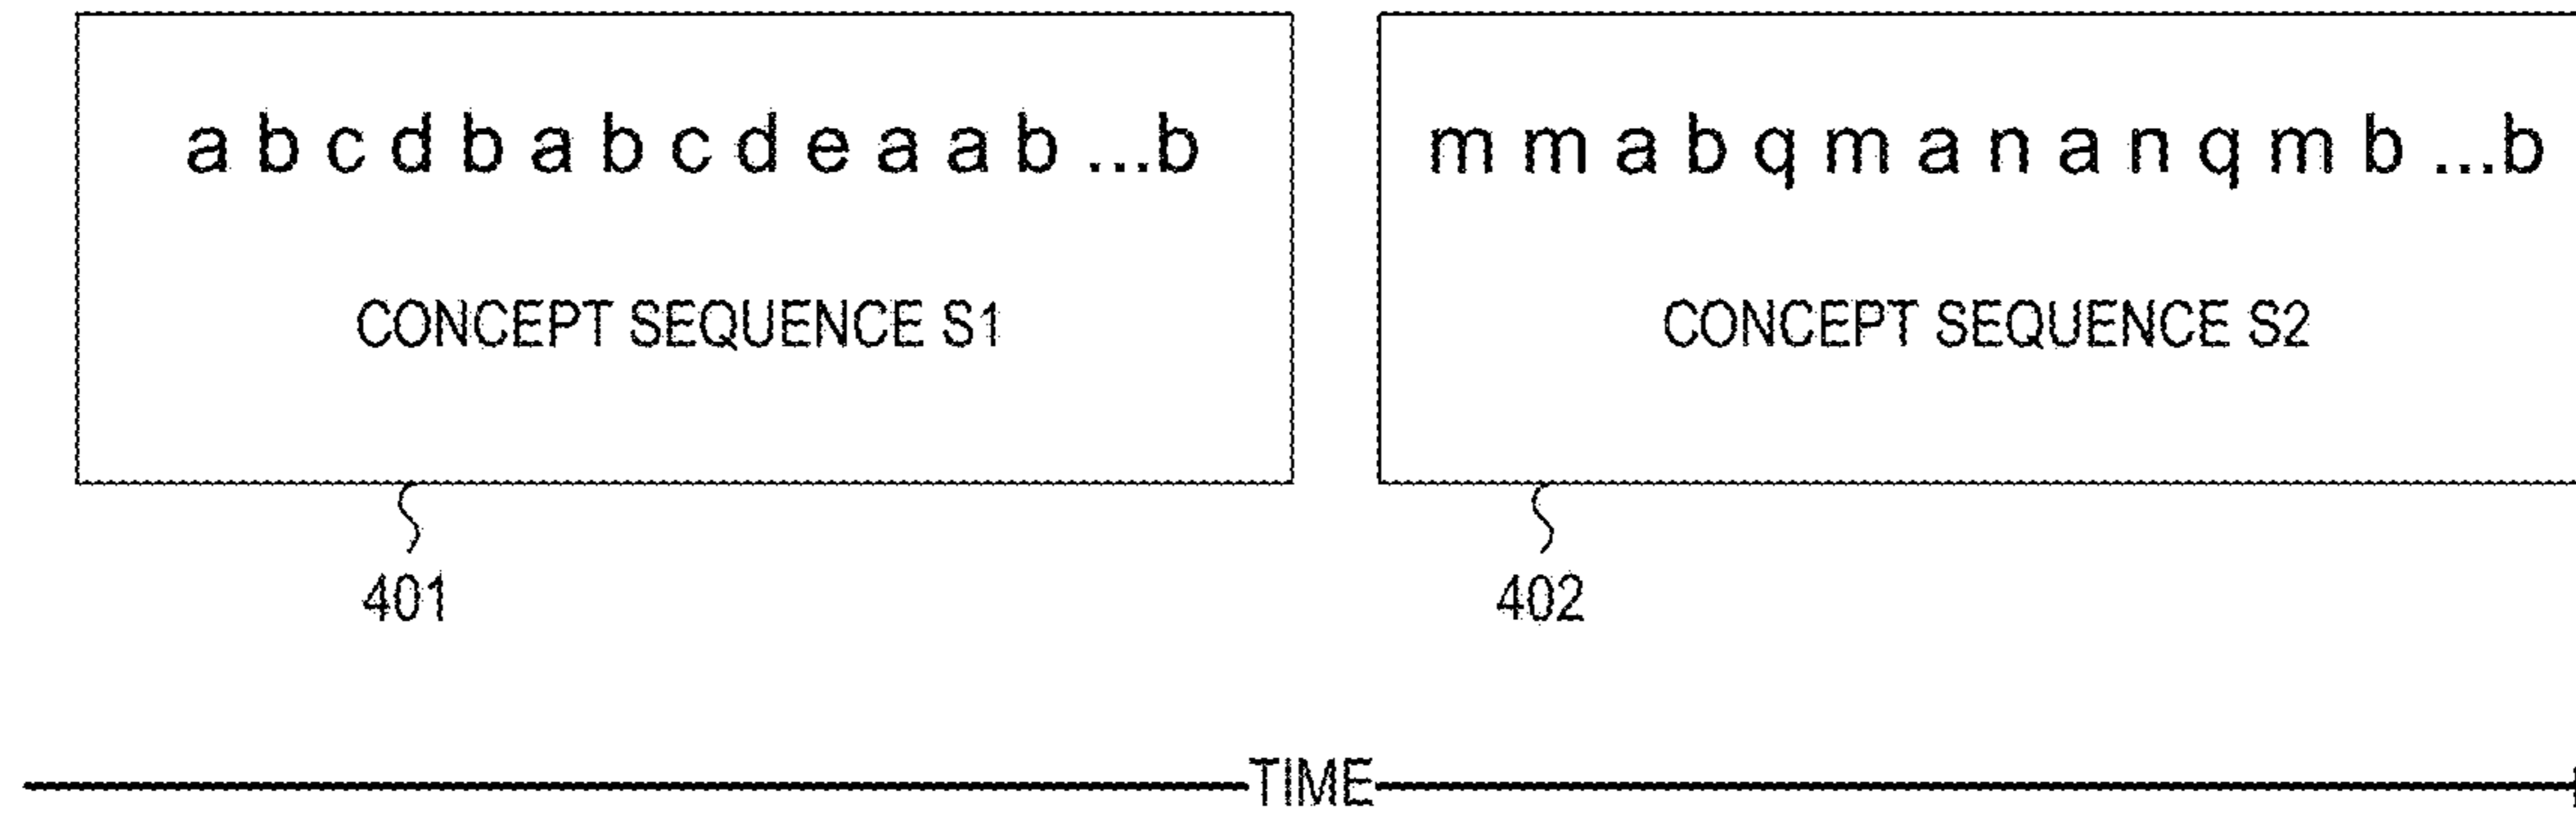 a b c d b a b c d e a a b ...b
CONCEPT SEQUENCE S1
401
m m a b q m a n a n q m b ...b
CONCEPT SEQUENCE S2
402
TIME